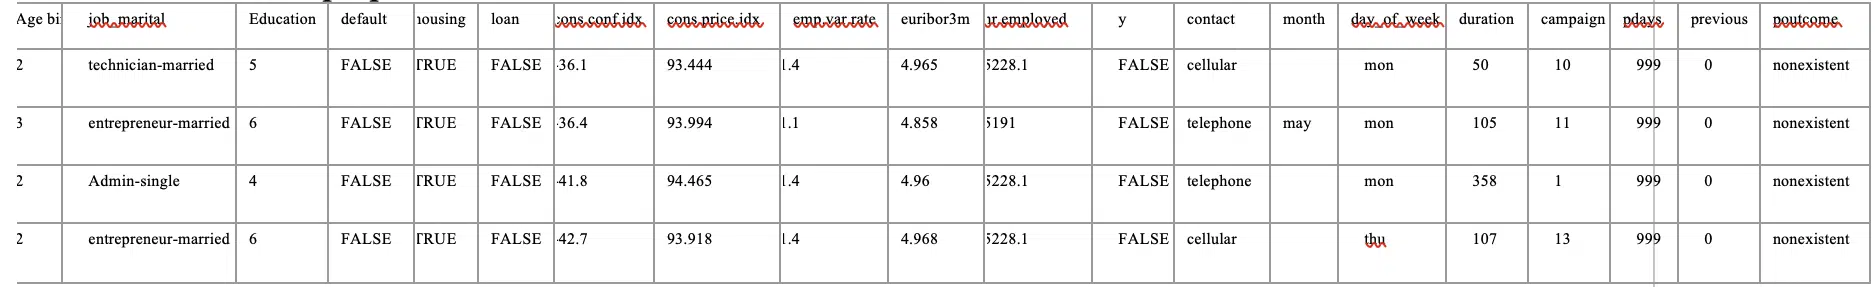 Age bi job_marital Education default housing loan cons.conf.idx cons.price.idx emp.var.rate euribor3m nr.employed y contact month day_of_week duration campaign pdays previous poutcome
2 technician-married 5 FALSE TRUE FALSE -36.1 93.444 1.4 4.965 5228.1 FALSE cellular mon 50 10 999 0 nonexistent
3 entrepreneur-married 6 FALSE TRUE FALSE -36.4 93.994 1.1 4.858 5191 FALSE telephone may mon 105 11 999 0 nonexistent
2 Admin-single 4 FALSE TRUE FALSE -41.8 94.465 1.4 4.96 5228.1 FALSE telephone mon 358 1 999 0 nonexistent
2 entrepreneur-married 6 FALSE TRUE FALSE -42.7 93.918 1.4 4.968 5228.1 FALSE cellular thu 107 13 999 0 nonexistent